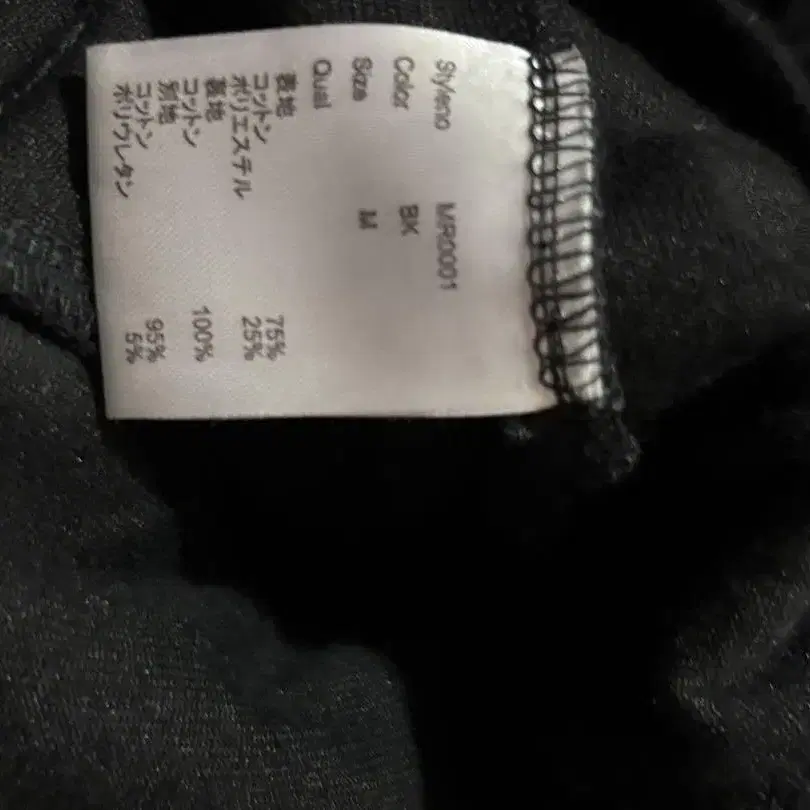 Styleno MR0001
Color BK
Size M
Qual
表地
コットン 75%
ポリエステル 25%
裏地
コットン 100%
別地
コットン 95%
ポリウレタン 5%